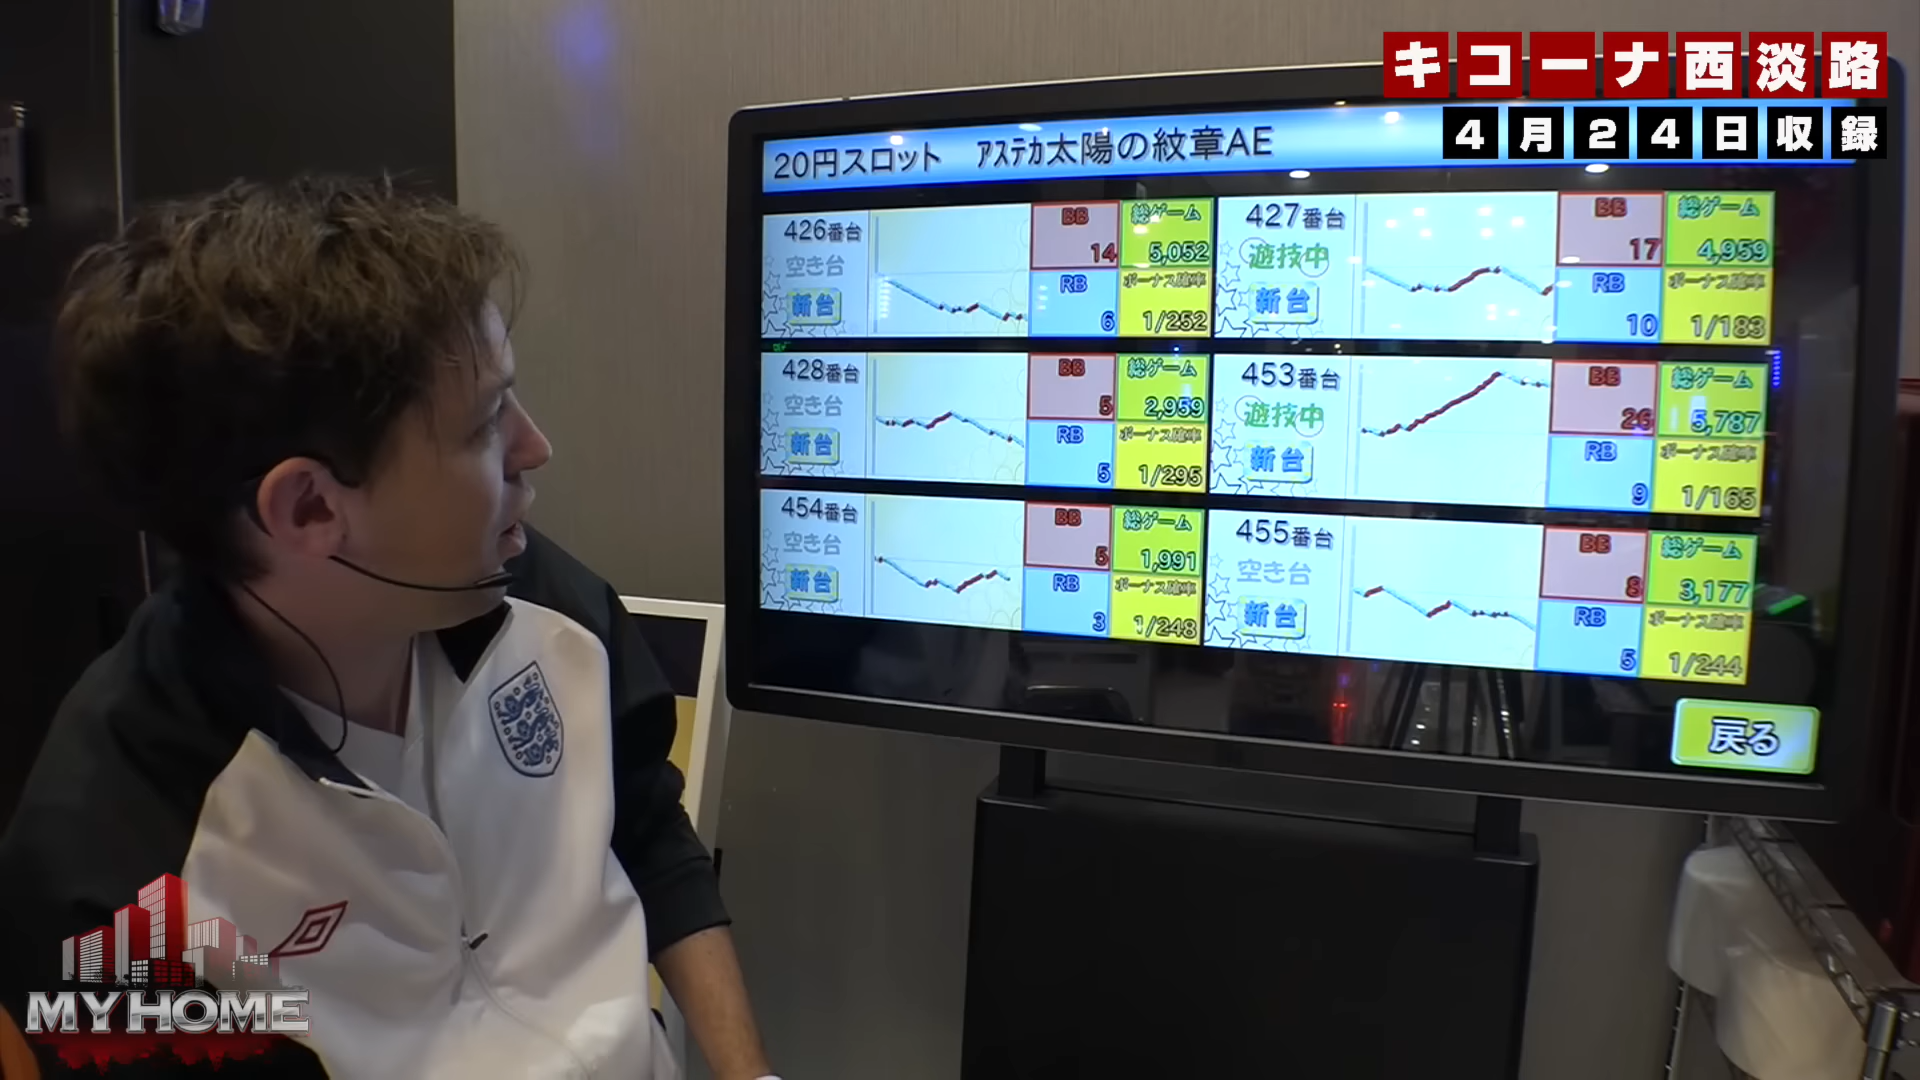 キコーナ西淡路
4月24日収録
20円スロット　アステカ太陽の紋章AE
426番台
空き台
新台
BB
14
RB
6
総ゲーム
5,052
ボーナス確率
1/252
427番台
遊技中
新台
BB
17
RB
10
総ゲーム
4,959
ボーナス確率
1/183
428番台
空き台
新台
BB
5
RB
5
総ゲーム
2,959
ボーナス確率
1/295
453番台
遊技中
新台
BB
26
RB
9
総ゲーム
5,787
ボーナス確率
1/165
454番台
空き台
新台
BB
5
RB
3
総ゲーム
1,991
ボーナス確率
1/248
455番台
空き台
新台
BB
8
RB
5
総ゲーム
3,177
ボーナス確率
1/244
戻る
MY HOME